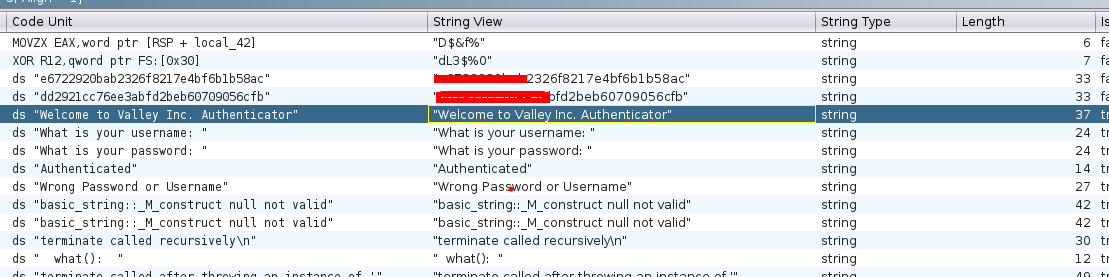 Code Unit String View String Type Length Is
MOVZX EAX,word ptr [RSP + local_42] "D$&f%" string 6 fa
XOR R12,qword ptr FS:[0x30] "dL3$%0" string 7 fa
ds "e6722920bab2326f8217e4bf6b1b58ac" 2326f8217e4bf6b1b58ac" string 33 fa
ds "dd2921cc76ee3abfd2beb60709056cfb" bfd2beb60709056cfb" string 33 fa
ds "Welcome to Valley Inc. Authenticator" "Welcome to Valley Inc. Authenticator" string 37 tr
ds "What is your username: " "What is your username: " string 24 tr
ds "What is your password: " "What is your password: " string 24 tr
ds "Authenticated" "Authenticated" string 14 tr
ds "Wrong Password or Username" "Wrong Password or Username" string 27 tr
ds "basic_string::_M_construct null not valid" "basic_string::_M_construct null not valid" string 42 tr
ds "basic_string::_M_construct null not valid" "basic_string::_M_construct null not valid" string 42 tr
ds "terminate called recursively\n" "terminate called recursively\n" string 30 tr
ds "  what():  " "  what():  " string 12 tr
ds "terminate called after throwing an instance of '" "terminate called after throwing an instance of '" string 49 tr